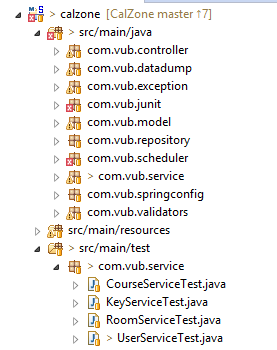 > calzone [CalZone master ↑7]
> src/main/java
com.vub.controller
com.vub.datadump
com.vub.exception
com.vub.junit
com.vub.model
com.vub.repository
com.vub.scheduler
> com.vub.service
com.vub.springconfig
com.vub.validators
src/main/resources
> src/main/test
> com.vub.service
CourseServiceTest.java
KeyServiceTest.java
RoomServiceTest.java
> UserServiceTest.java